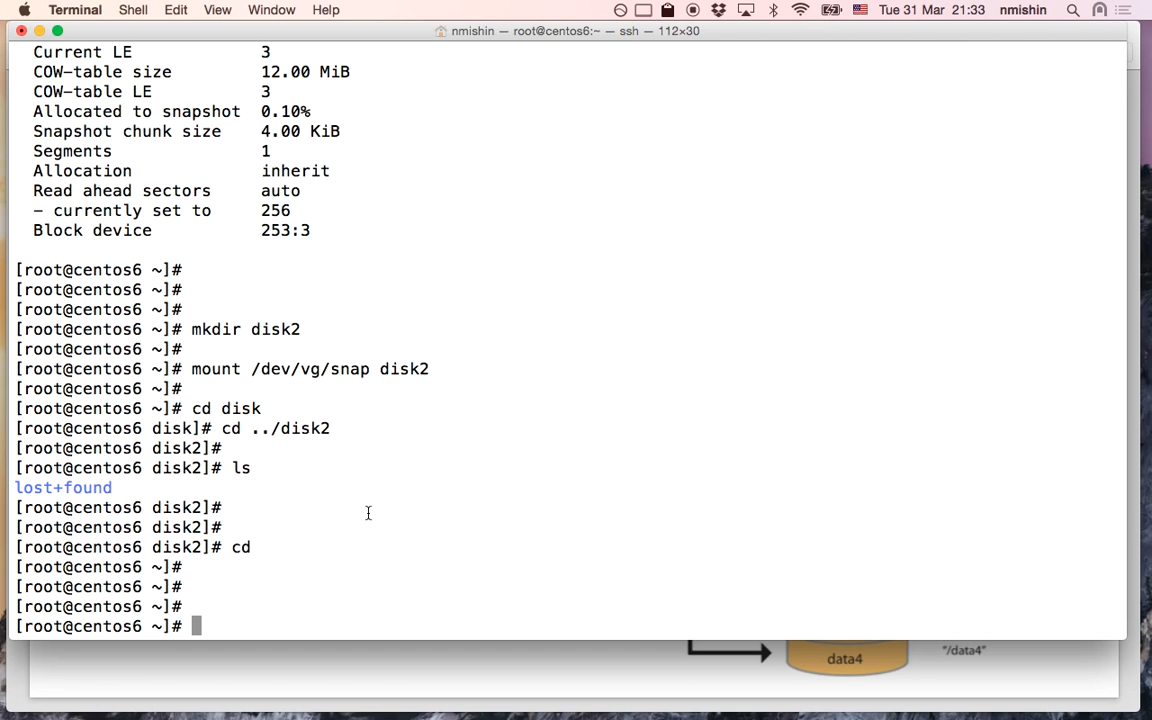 Terminal Shell Edit View Window Help Tue 31 Mar 21:33 nmishin
nmishin — root@centos6:~ — ssh — 112×30
Current LE 3
COW-table size 12.00 MiB
COW-table LE 3
Allocated to snapshot 0.10%
Snapshot chunk size 4.00 KiB
Segments 1
Allocation inherit
Read ahead sectors auto
- currently set to 256
Block device 253:3
[root@centos6 ~]#
[root@centos6 ~]#
[root@centos6 ~]#
[root@centos6 ~]# mkdir disk2
[root@centos6 ~]#
[root@centos6 ~]# mount /dev/vg/snap disk2
[root@centos6 ~]#
[root@centos6 ~]# cd disk
[root@centos6 disk]# cd ../disk2
[root@centos6 disk2]#
[root@centos6 disk2]# ls
lost+found
[root@centos6 disk2]#
[root@centos6 disk2]#
[root@centos6 disk2]# cd
[root@centos6 ~]#
[root@centos6 ~]#
[root@centos6 ~]#
[root@centos6 ~]#
data4 "/data4"